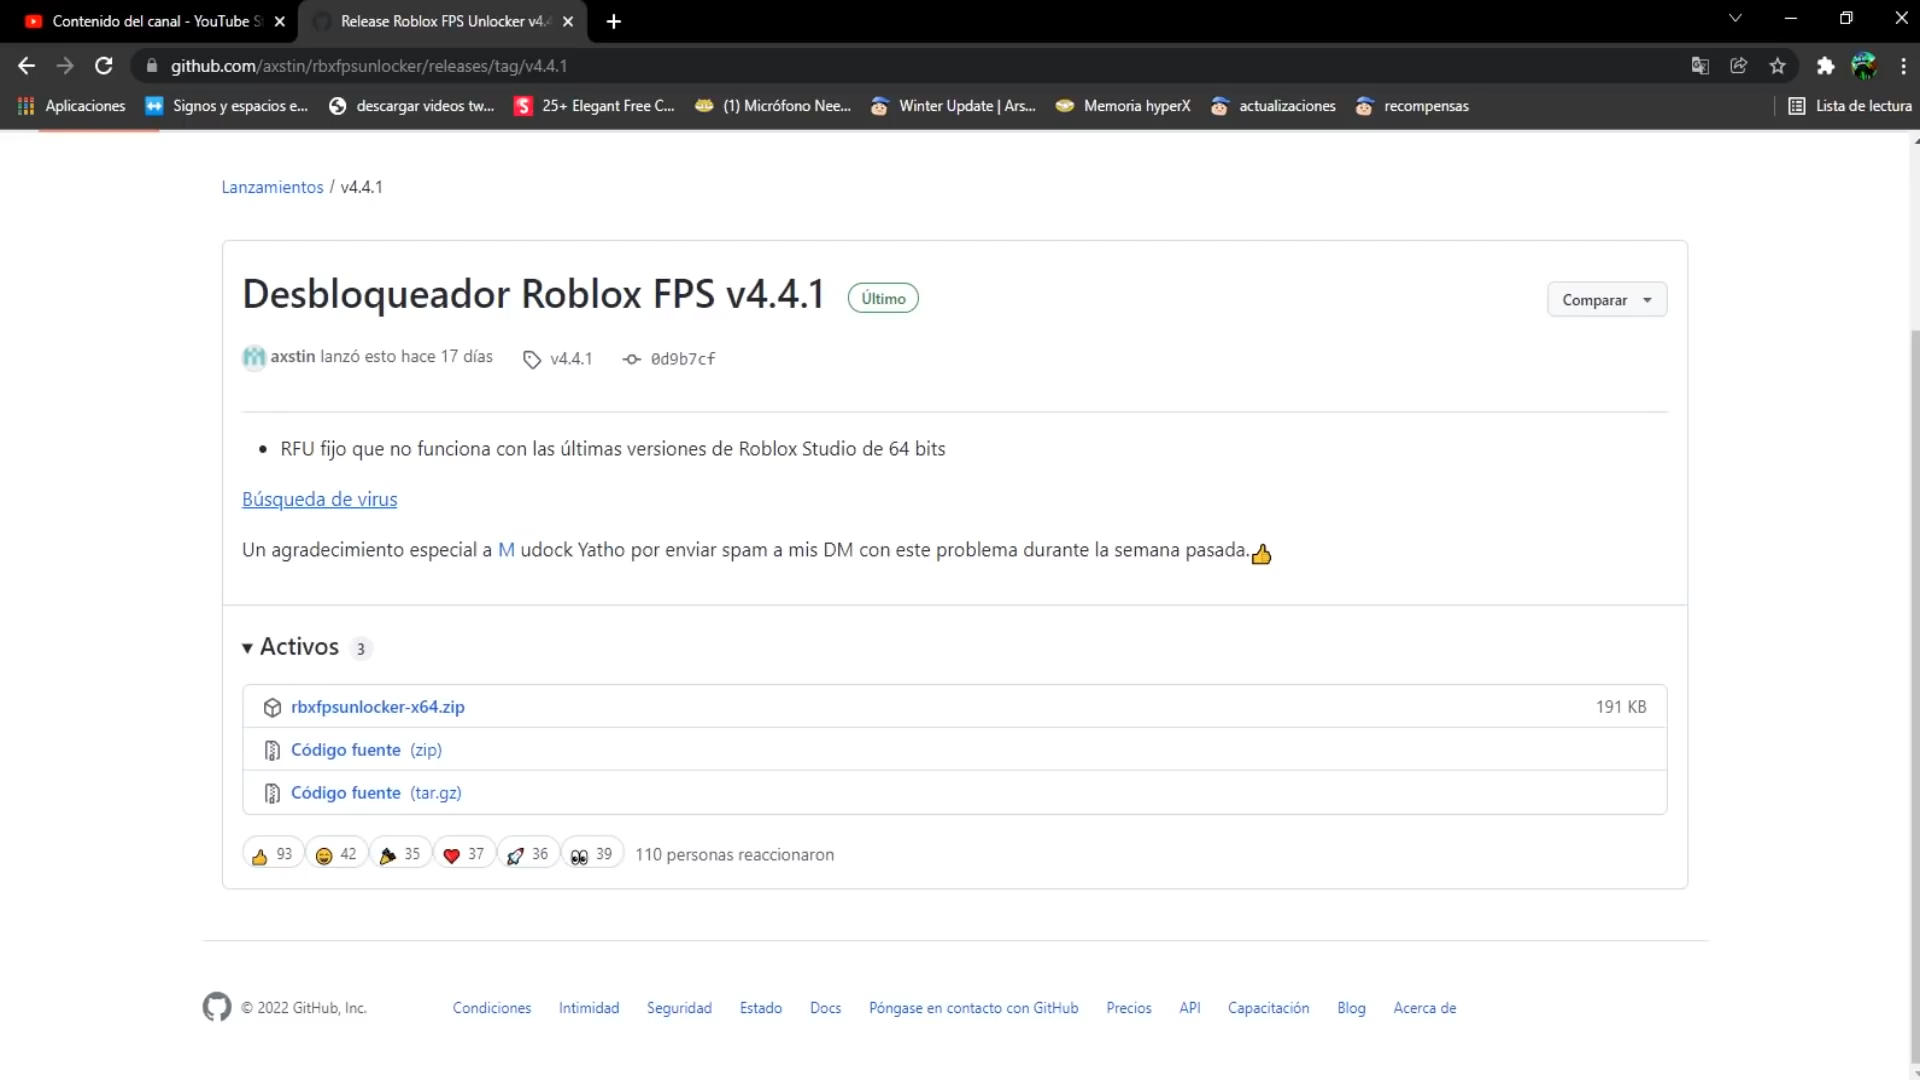 Contenido del canal - YouTube S
Release Roblox FPS Unlocker v4.4
github.com/axstin/rbxfpsunlocker/releases/tag/v4.4.1
Aplicaciones
Signos y espacios e...
descargar videos tw...
25+ Elegant Free C...
(1) Micrófono Nee...
Winter Update | Ars...
Memoria hyperX
actualizaciones
recompensas
Lista de lectura
Lanzamientos / v4.4.1
Desbloqueador Roblox FPS v4.4.1 Último
Comparar
axstin lanzó esto hace 17 días v4.4.1 0d9b7cf
• RFU fijo que no funciona con las últimas versiones de Roblox Studio de 64 bits
Búsqueda de virus
Un agradecimiento especial a M udock Yatho por enviar spam a mis DM con este problema durante la semana pasada.👍
Activos 3
rbxfpsunlocker-x64.zip 191 KB
Código fuente (zip)
Código fuente (tar.gz)
👍 93 😄 42 🎉 35 ❤️ 37 🚀 36 👀 39 110 personas reaccionaron
© 2022 GitHub, Inc. Condiciones Intimidad Seguridad Estado Docs Póngase en contacto con GitHub Precios API Capacitación Blog Acerca de